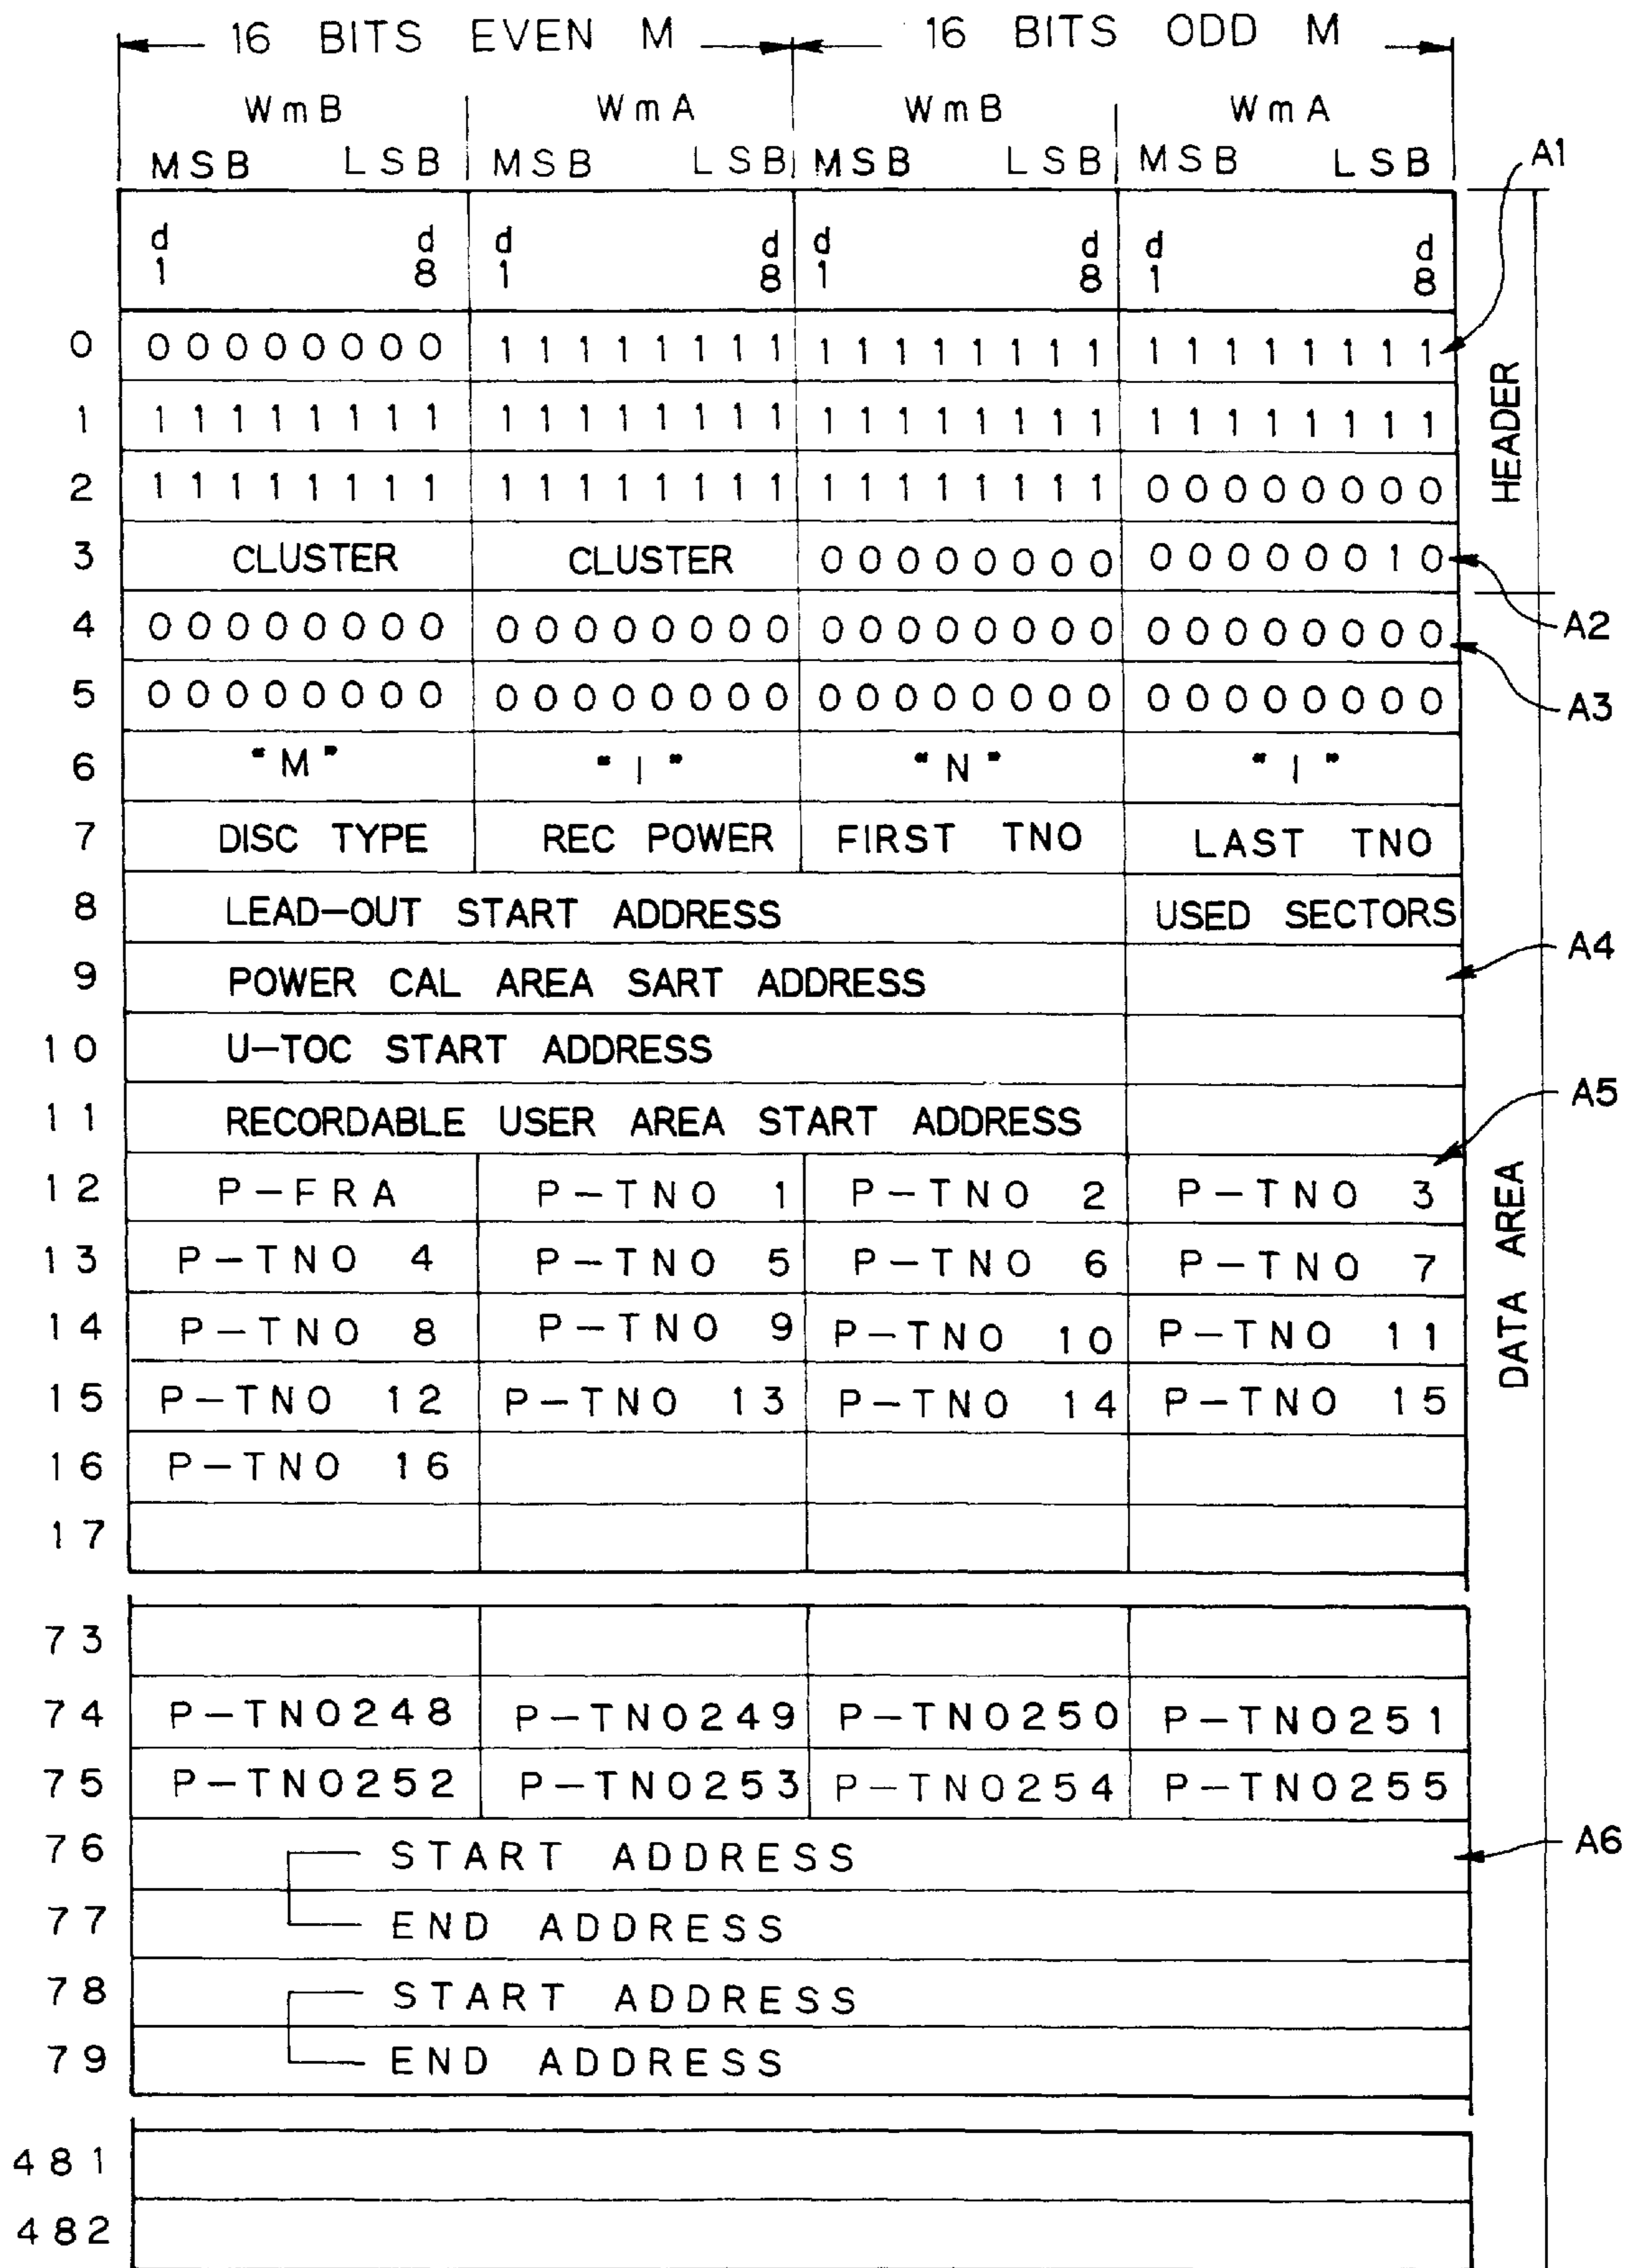 16 BITS EVEN M 16 BITS ODD M
WmB WmA WmB WmA
MSB LSB MSB LSB MSB LSB MSB LSB A1
d d d d d d d d
1 8 1 8 1 8 1 8
0 00000000 11111111 11111111 11111111
1 11111111 11111111 11111111 11111111
2 11111111 11111111 11111111 00000000
HEADER
3 CLUSTER CLUSTER 00000000 00000010
4 00000000 00000000 00000000 00000000 A2
5 00000000 00000000 00000000 00000000 A3
6 "M" "I" "N" "I"
7 DISC TYPE REC POWER FIRST TNO LAST TNO
8 LEAD-OUT START ADDRESS USED SECTORS
9 POWER CAL AREA SART ADDRESS A4
10 U-TOC START ADDRESS
11 RECORDABLE USER AREA START ADDRESS A5
12 P-FRA P-TNO 1 P-TNO 2 P-TNO 3
13 P-TNO 4 P-TNO 5 P-TNO 6 P-TNO 7
DATA AREA
14 P-TNO 8 P-TNO 9 P-TNO 10 P-TNO 11
15 P-TNO 12 P-TNO 13 P-TNO 14 P-TNO 15
16 P-TNO 16
17
73
74 P-TNO248 P-TNO249 P-TNO250 P-TNO251
75 P-TNO252 P-TNO253 P-TNO254 P-TNO255
76 START ADDRESS A6
77 END ADDRESS
78 START ADDRESS
79 END ADDRESS
481
482